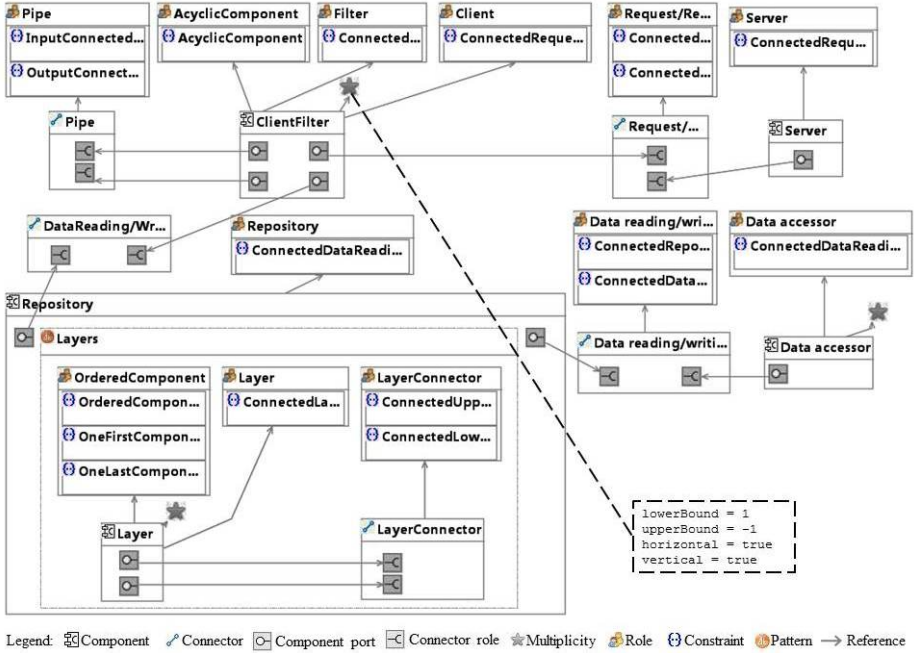 Pipe
InputConnected...
OutputConnect...
AcyclicComponent
AcyclicComponent
Filter
Connected...
Client
ConnectedReque...
Request/Re...
Connected...
Connected...
Server
ConnectedRequ...
Pipe
ClientFilter
Request/...
Server
DataReading/Wr...
Repository
ConnectedDataReadi...
Data reading/wri...
ConnectedRepo...
ConnectedData...
Data accessor
ConnectedDataReadi...
Repository
Layers
Data reading/writi...
Data accessor
OrderedComponent
OrderedCompon...
OneFirstCompon...
OneLastCompon...
Layer
ConnectedLa...
LayerConnector
ConnectedUpp...
ConnectedLow...
Layer
LayerConnector
lowerBound = 1
upperBound = -1
horizontal = true
vertical = true
Legend: Component Connector Component port Connector role Multiplicity Role Constraint Pattern Reference